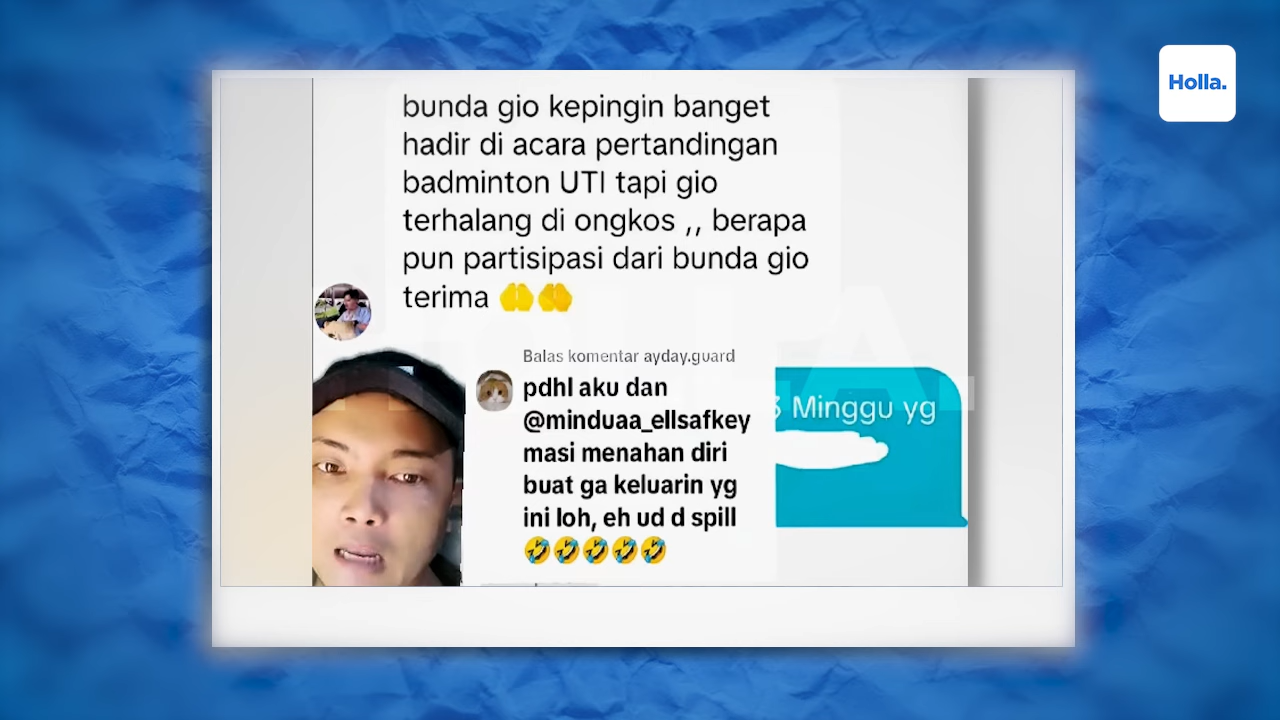 Holla.
bunda gio kepingin banget
hadir di acara pertandingan
badminton UTI tapi gio
terhalang di ongkos ,, berapa
pun partisipasi dari bunda gio
terima 🤲🤲
Balas komentar ayday.guard
pdhl aku dan
@minduaa_ellsafkey
masi menahan diri
buat ga keluarin yg
ini loh, eh ud d spill
🤣🤣🤣🤣🤣
Minggu yg